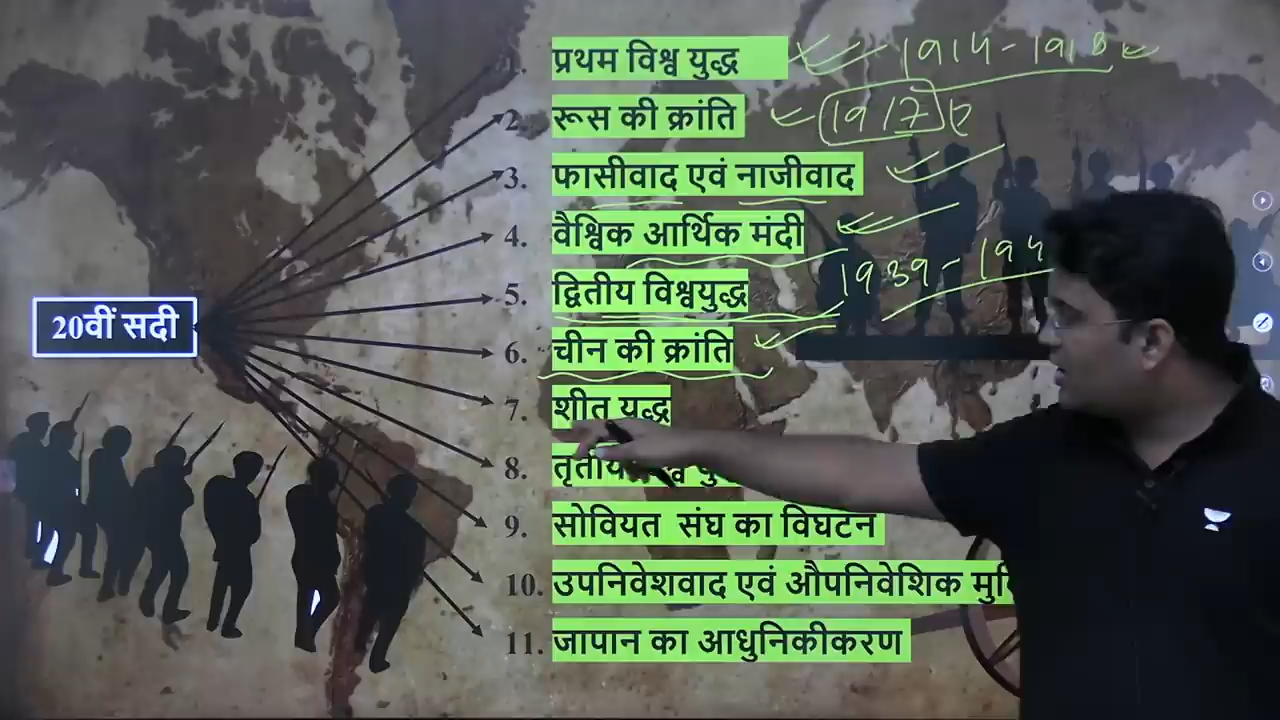 1. प्रथम विश्व युद्ध 1914-1918
2. रूस की क्रांति 1917
3. फासीवाद एवं नाजीवाद
4. वैश्विक आर्थिक मंदी
5. द्वितीय विश्वयुद्ध 1939-194
20वीं सदी
6. चीन की क्रांति
7. शीत युद्ध
8. तृतीय
9. सोवियत संघ का विघटन
10. उपनिवेशवाद एवं औपनिवेशिक
11. जापान का आधुनिकीकरण